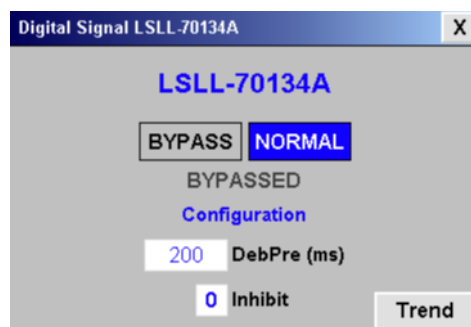 Digital Signal LSLL-70134A X
LSLL-70134A
BYPASS NORMAL
BYPASSED
Configuration
200 DebPre (ms)
0 Inhibit
Trend